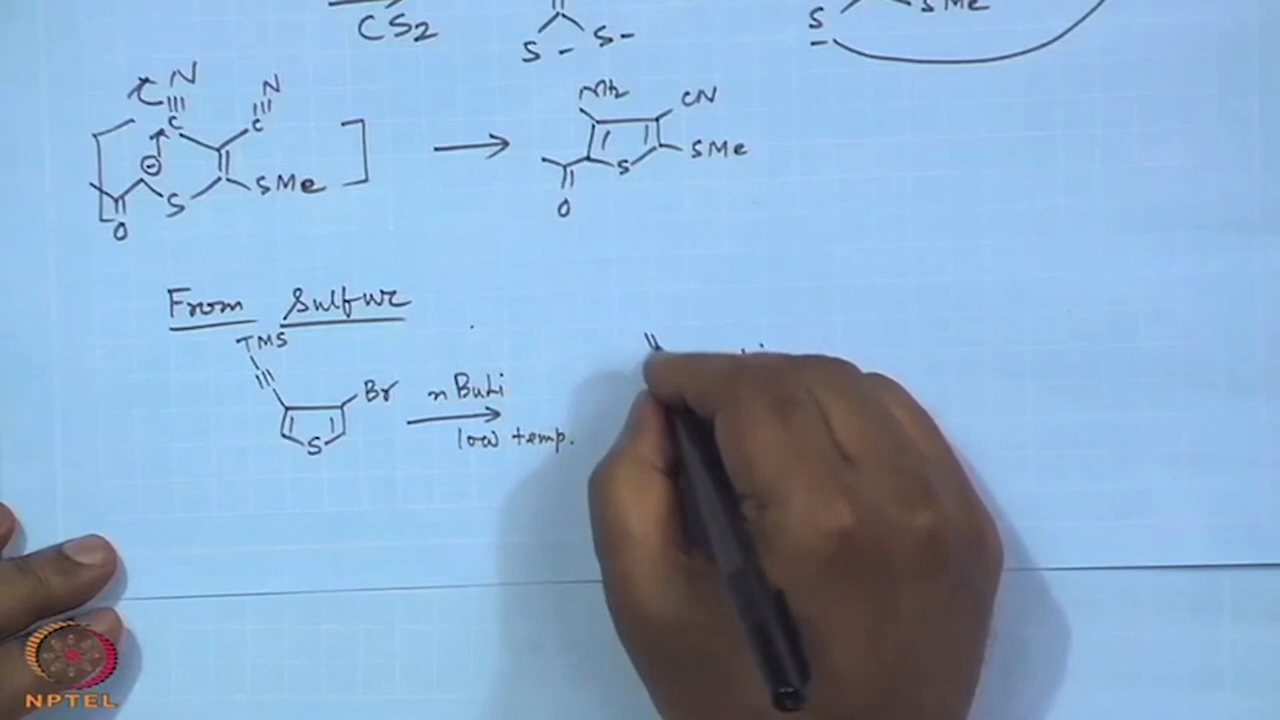 CS2
S - S-
S
-
SMe
N
N
C
C
⊖
S
SMe
O
NH2
CN
S
SMe
O
From Sulfur
TMS
Br
S
n BuLi
low temp.
NPTEL